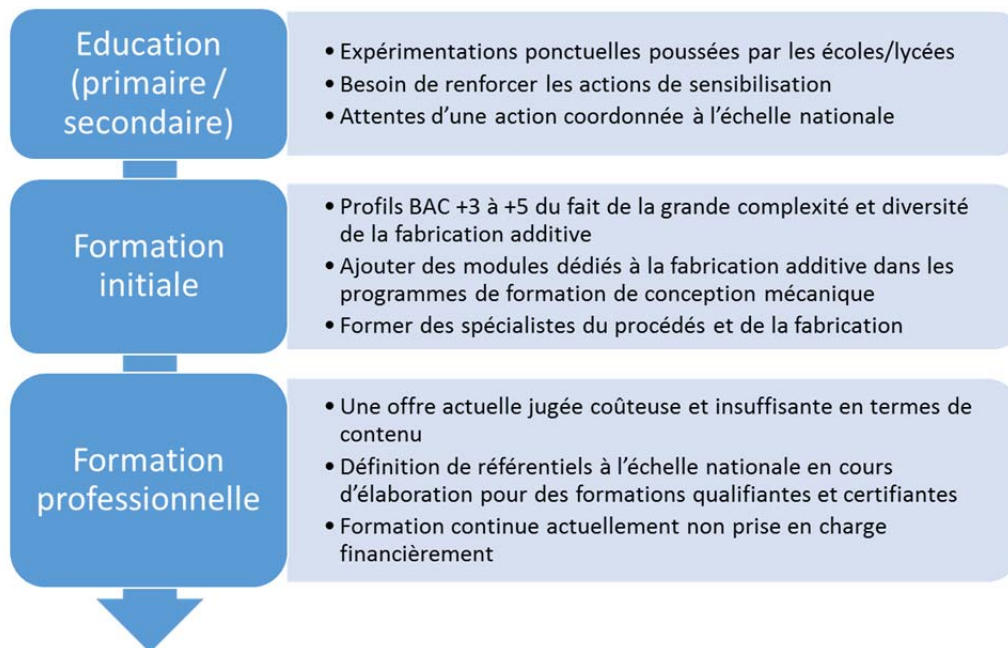 Education
(primaire /
secondaire)
• Expérimentations ponctuelles poussées par les écoles/lycées
• Besoin de renforcer les actions de sensibilisation
• Attentes d’une action coordonnée à l’échelle nationale
Formation
initiale
• Profils BAC +3 à +5 du fait de la grande complexité et diversité
de la fabrication additive
• Ajouter des modules dédiés à la fabrication additive dans les
programmes de formation de conception mécanique
• Former des spécialistes du procédés et de la fabrication
Formation
professionnelle
• Une offre actuelle jugée coûteuse et insuffisante en termes de
contenu
• Définition de référentiels à l’échelle nationale en cours
d’élaboration pour des formations qualifiantes et certifiantes
• Formation continue actuellement non prise en charge
financièrement